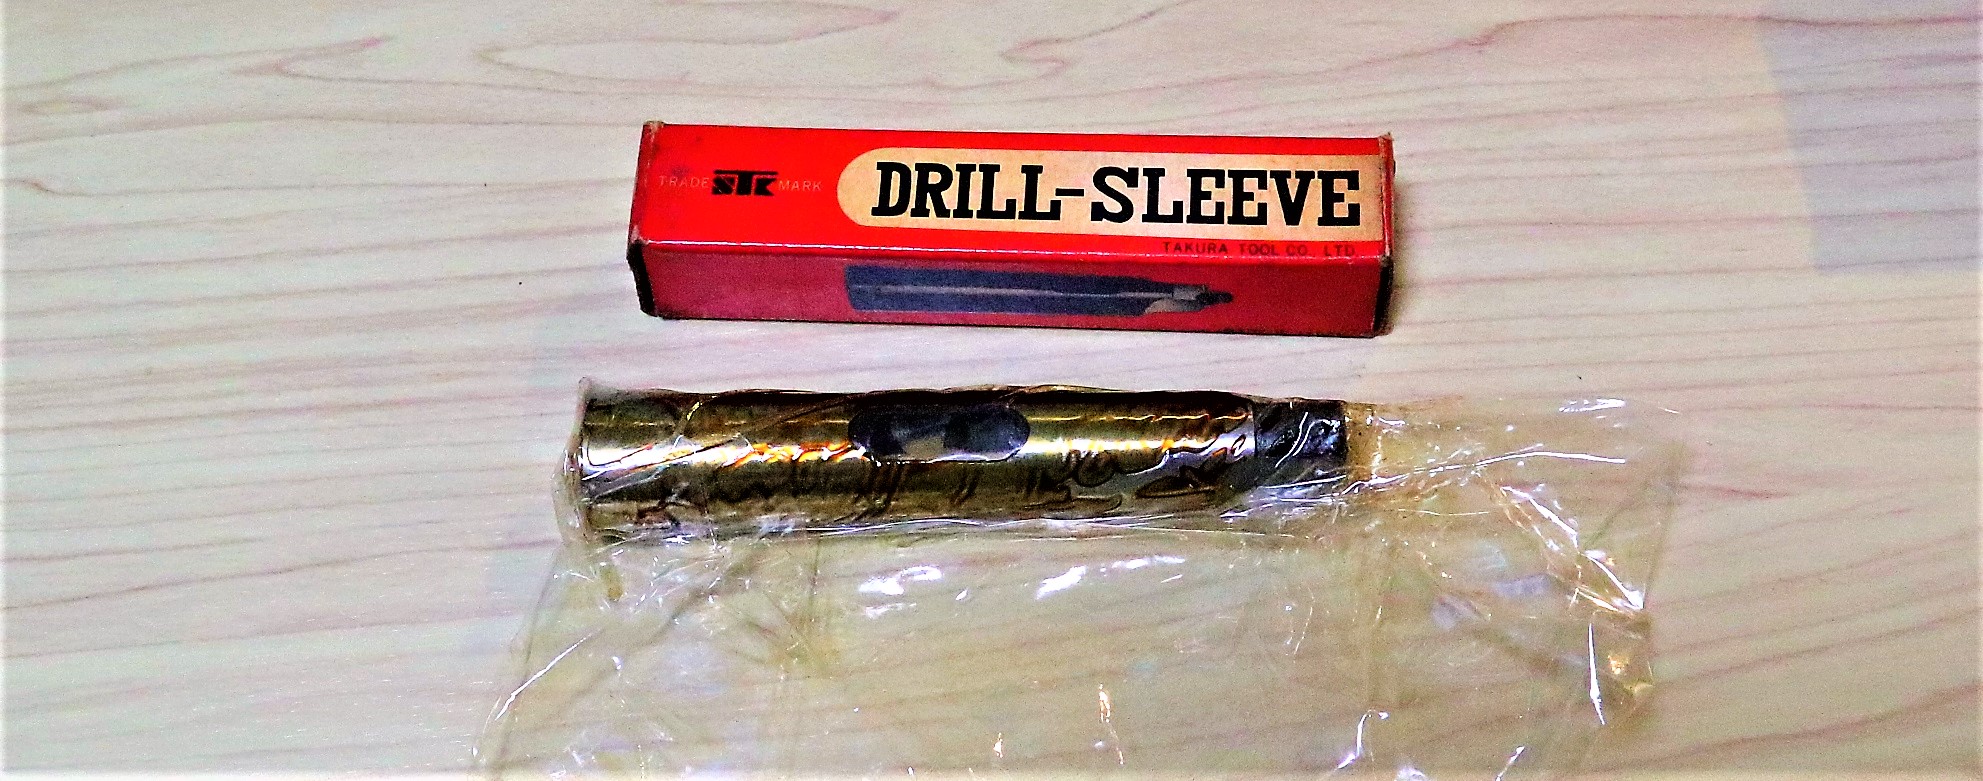 TRADE STK MARK
DRILL-SLEEVE
TAKURA TOOL CO. LTD.